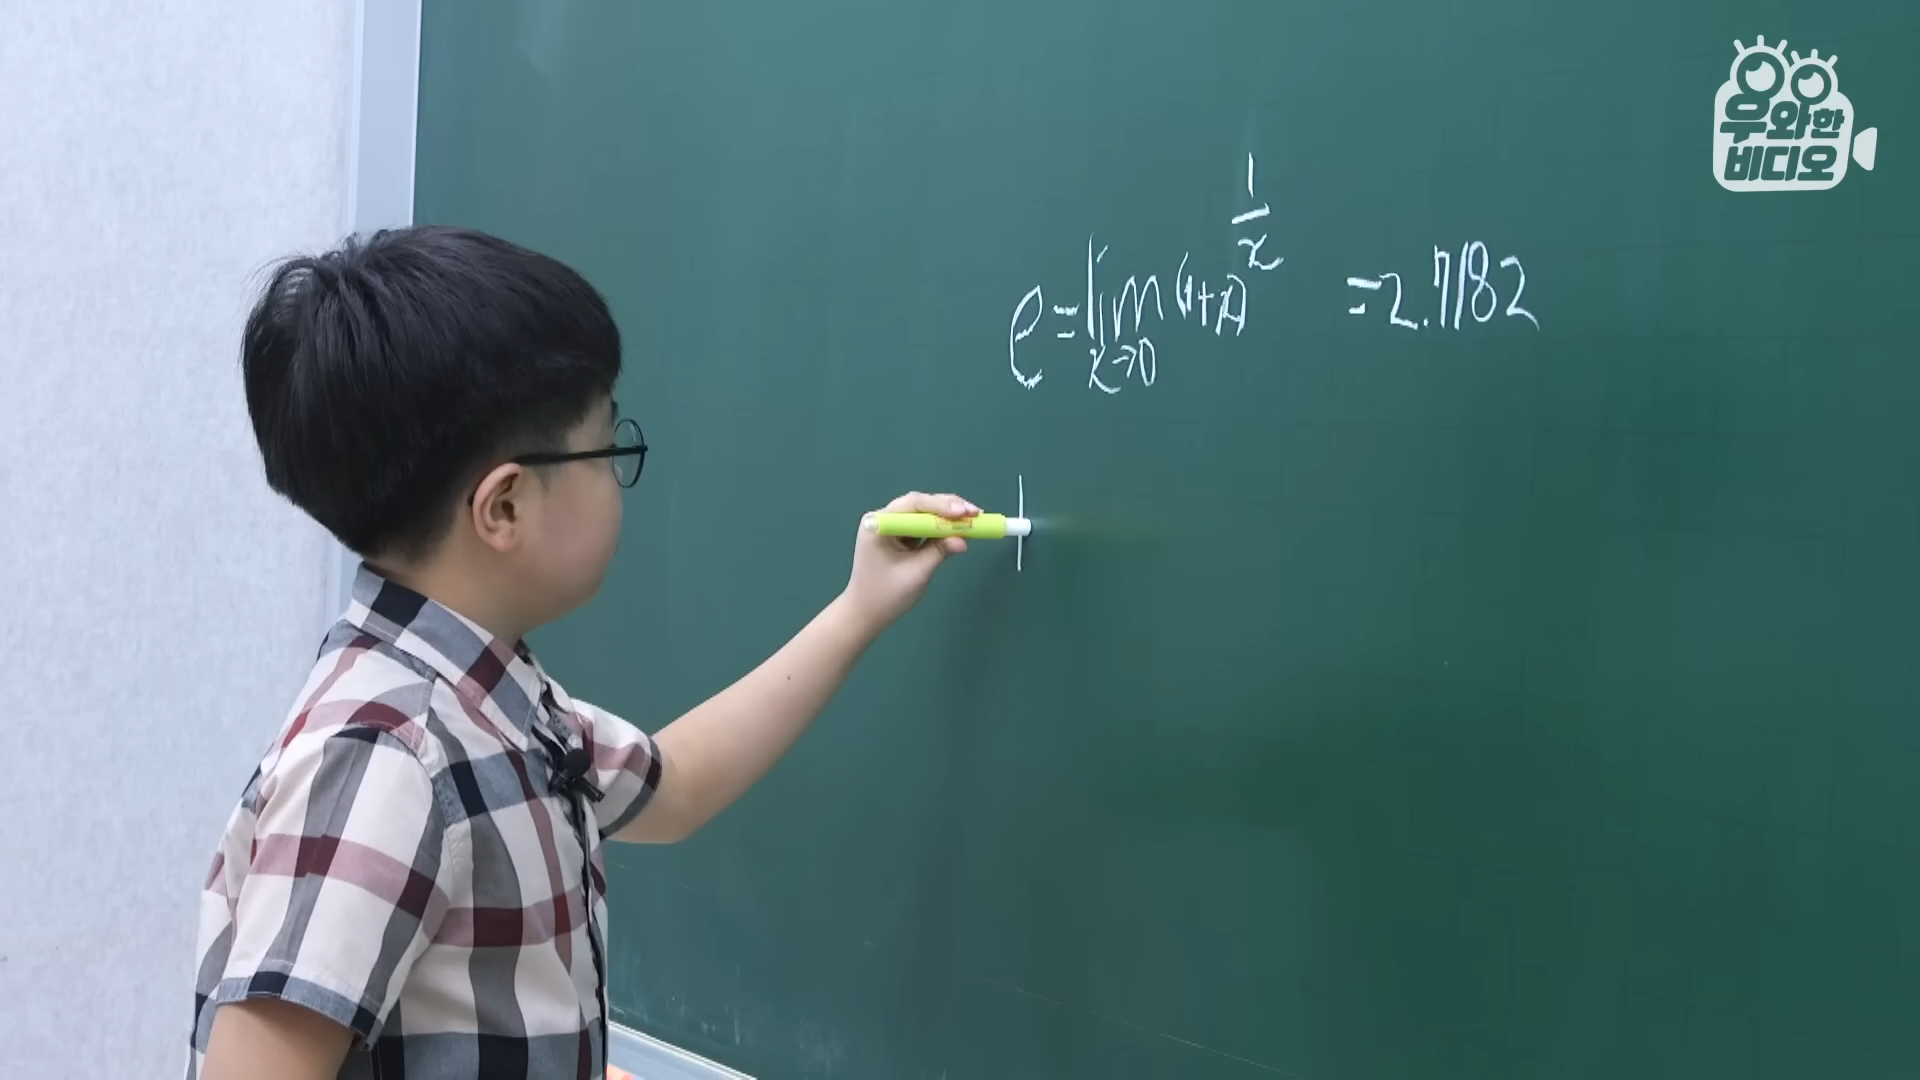 우와한
비디오
e = lim (1+x)^(1/x) = 2.7182
x→0